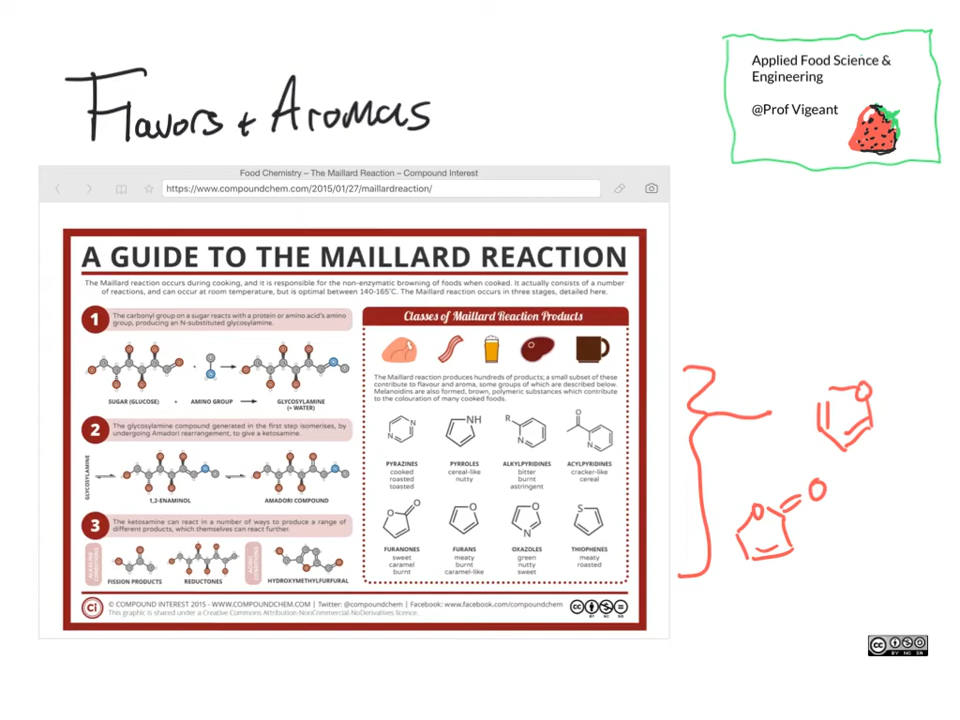 Flavors + Aromas
Applied Food Science &
Engineering
@Prof Vigeant
Food Chemistry – The Maillard Reaction – Compound Interest
https://www.compoundchem.com/2015/01/27/maillardreaction/
A GUIDE TO THE MAILLARD REACTION
The Maillard reaction occurs during cooking, and it is responsible for the non-enzymatic browning of foods when cooked. It actually consists of a number
of reactions, and can occur at room temperature, but is optimal between 140-165°C. The Maillard reaction occurs in three stages, detailed here.
1
The carbonyl group on a sugar reacts with a protein or amino acid's amino
group, producing an N-substituted glycosylamine.
+
SUGAR (GLUCOSE) + AMINO GROUP GLYCOSYLAMINE
(+ WATER)
2
The glycosylamine compound generated in the first step isomerises, by
undergoing Amadori rearrangement, to give a ketosamine.
GLYCOSYLAMINE
1,2-ENAMINOL AMADORI COMPOUND
3
The ketosamine can react in a number of ways to produce a range of
different products, which themselves can react further.
ALKALINE
CONDITIONS
ACIDIC
CONDITIONS
FISSION PRODUCTS REDUCTONES HYDROXYMETHYLFURFURAL
Classes of Maillard Reaction Products
The Maillard reaction produces hundreds of products; a small subset of these
contribute to flavour and aroma, some groups of which are described below.
Melanoidins are also formed, brown, polymeric substances which contribute
to the colouration of many cooked foods.
N N
NH
R N
O N
PYRAZINES PYRROLES ALKYLPYRIDINES ACYLPYRIDINES
cooked cereal-like bitter cracker-like
roasted nutty burnt cereal
toasted astringent
O O
O
O N
S
FURANONES FURANS OXAZOLES THIOPHENES
sweet meaty green meaty
caramel burnt nutty roasted
burnt caramel-like sweet
Ci
© COMPOUND INTEREST 2015 - WWW.COMPOUNDCHEM.COM | Twitter: @compoundchem | Facebook: www.facebook.com/compoundchem
This graphic is shared under a Creative Commons Attribution-NonCommercial-NoDerivatives licence.
CC
BY NC ND
O
O O
CC
BY NC SA